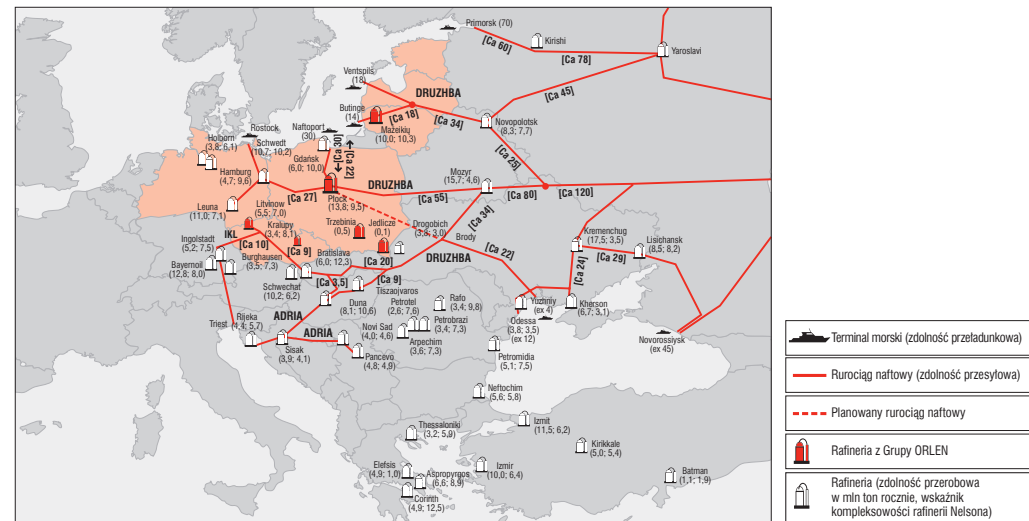 Primorsk (70)
[Ca 60]
Kirishi
[Ca 78]
Yaroslavl
Ventspils
(18)
DRUZHBA
[Ca 45]
Butinge
(14)
[Ca 18]
[Ca 34]
Mažeikių
(10,0; 10,3)
Novopolotsk
(8,3; 7,7)
Rostock
Naftoport
(30)
[Ca 30]
[Ca 22]
[Ca 25]
Holborn
(3,8; 6,1)
Schwedt
(10,7; 10,2)
Gdańsk
(6,0; 10,0)
Hamburg
(4,7; 9,6)
[Ca 27]
Płock
(13,8; 9,5)
DRUZHBA
[Ca 55]
Mozyr
(15,7; 4,6)
[Ca 80]
[Ca 120]
Leuna
(11,0; 7,1)
Litvinow
(5,5; 7,0)
Kralupy
(3,4; 8,1)
Trzebinia
(0,5)
Jedlicze
(0,1)
Drogobich
(3,8; 3,0)
[Ca 34]
Brody
Kremenchug
(17,5; 3,5)
Lisichansk
(8,5; 8,2)
[Ca 29]
IKL
[Ca 10]
[Ca 9]
Ingolstadt
(5,2; 7,5)
Bayernoil
(12,8; 8,0)
Burghausen
(3,5; 7,3)
Bratislava
(6,0; 12,3)
[Ca 20]
DRUZHBA
[Ca 22]
[Ca 24]
Schwechat
(10,2; 6,2)
[Ca 3,5]
[Ca 9]
Tiszaojvaros
Duna
(8,1; 10,6)
Petrotel
(2,6; 7,6)
Rafo
(3,4; 9,8)
Yozhniy
(ex 4)
Kherson
(6,7; 3,1)
Odessa
(3,8; 3,5)
(ex 12)
Rijeka
(4,4; 5,7)
Triest
ADRIA
ADRIA
Novi Sad
(4,0; 4,6)
Petrobrazi
(3,4; 7,3)
Arpechim
(3,6; 7,3)
Novorossiysk
(ex 45)
Sisak
(3,9; 4,1)
Pancevo
(4,8; 4,9)
Petromidia
(5,1; 7,5)
Neftochim
(5,6; 5,8)
Thessaloniki
(3,2; 5,9)
Izmit
(11,5; 6,2)
Kirikkale
(5,0; 5,4)
Elefsis
(4,9; 1,0)
Aspropyrgos
(6,6; 8,9)
Izmir
(10,0; 6,4)
Batman
(1,1; 1,9)
Corinth
(4,9; 12,5)
Terminal morski (zdolność przeładunkowa)
Rurociąg naftowy (zdolność przesyłowa)
Planowany rurociąg naftowy
Rafineria z Grupy ORLEN
Rafineria (zdolność przerobowa
w mln ton rocznie, wskaźnik
kompleksowości rafinerii Nelsona)